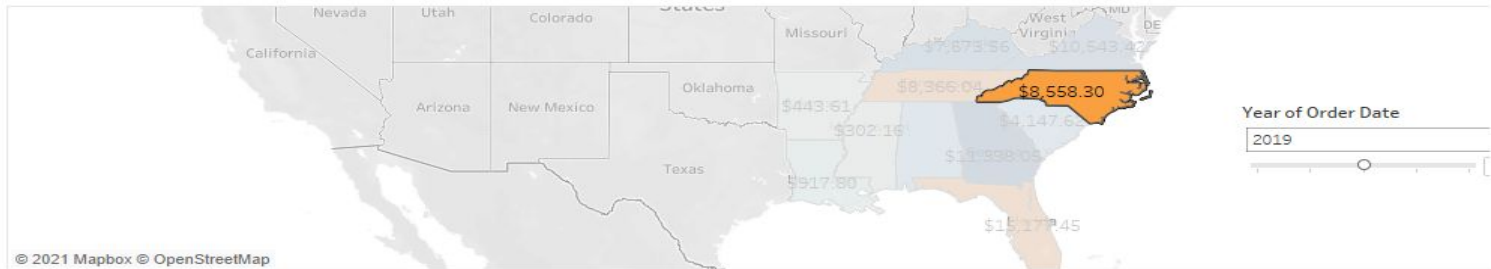 States
Nevada
Utah
Colorado
Missouri
West
Virginia
MD
DE
California
$7,873.56
$10,543.42
Oklahoma
$8,366.04
$8,558.30
Arizona
New Mexico
$443.61
$302.16
$4,147.62
Texas
$11,338.05
$917.80
$15,177.45
Year of Order Date
2019
© 2021 Mapbox © OpenStreetMap